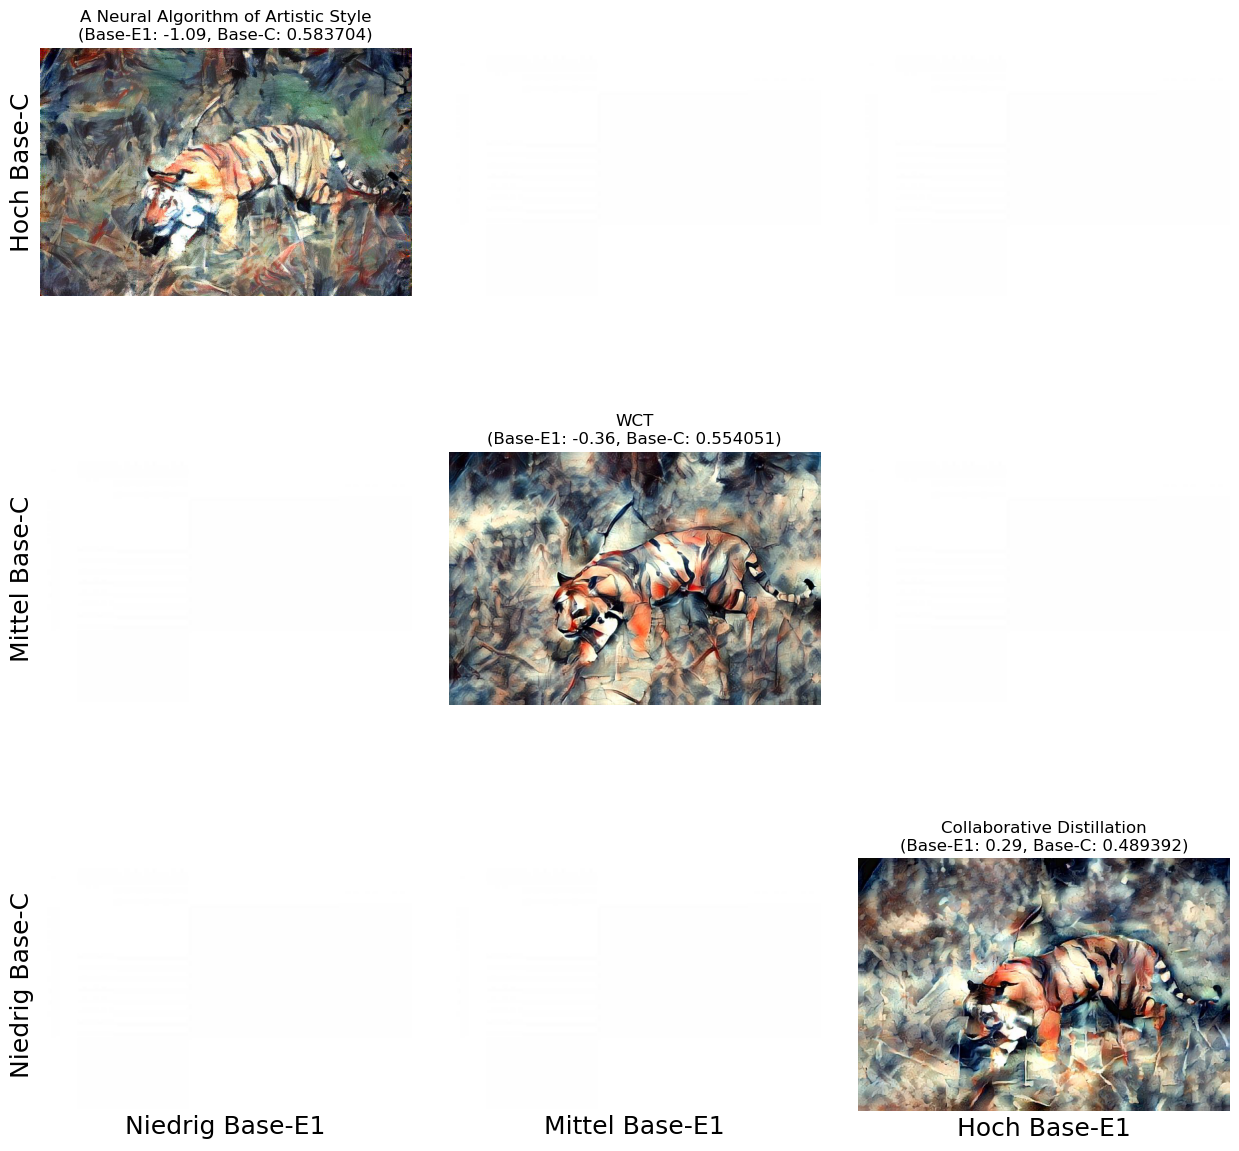 A Neural Algorithm of Artistic Style
(Base-E1: -1.09, Base-C: 0.583704)
Hoch Base-C
WCT
(Base-E1: -0.36, Base-C: 0.554051)
Mittel Base-C
Collaborative Distillation
(Base-E1: 0.29, Base-C: 0.489392)
Niedrig Base-C
Niedrig Base-E1
Mittel Base-E1
Hoch Base-E1